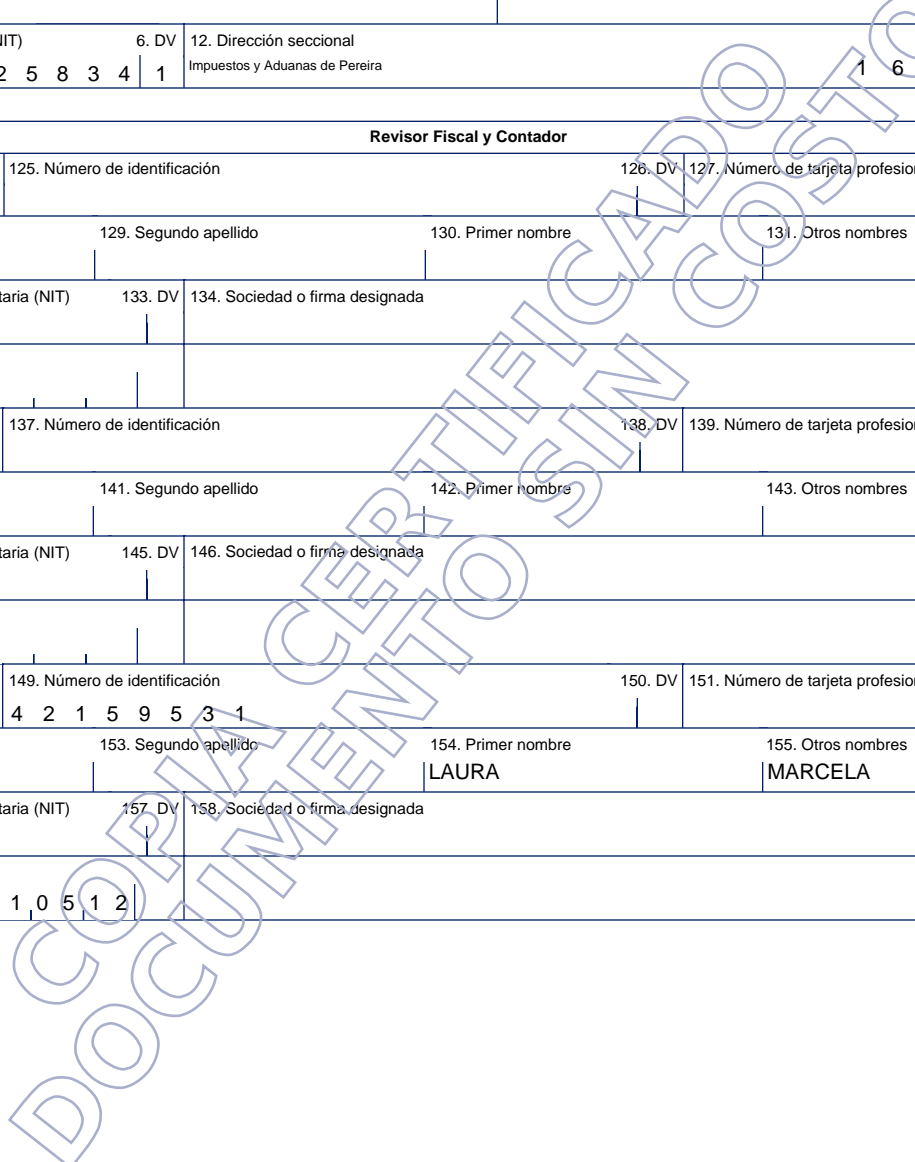 NIT) 6. DV 12. Dirección seccional
2 5 8 3 4 1 Impuestos y Aduanas de Pereira 1 6
Revisor Fiscal y Contador
125. Número de identificación 126. DV 127. Número de tarjeta profesion
129. Segundo apellido 130. Primer nombre 131. Otros nombres
taria (NIT) 133. DV 134. Sociedad o firma designada
137. Número de identificación 138. DV 139. Número de tarjeta profesion
141. Segundo apellido 142. Primer nombre 143. Otros nombres
taria (NIT) 145. DV 146. Sociedad o firma designada
149. Número de identificación 150. DV 151. Número de tarjeta profesion
4 2 1 5 9 5 3 1
153. Segundo apellido 154. Primer nombre 155. Otros nombres
LAURA MARCELA
taria (NIT) 157. DV 158. Sociedad o firma designada
1 0 5 1 2
COPIA CERTIFICADO
DOCUMENTO SIN COSTO